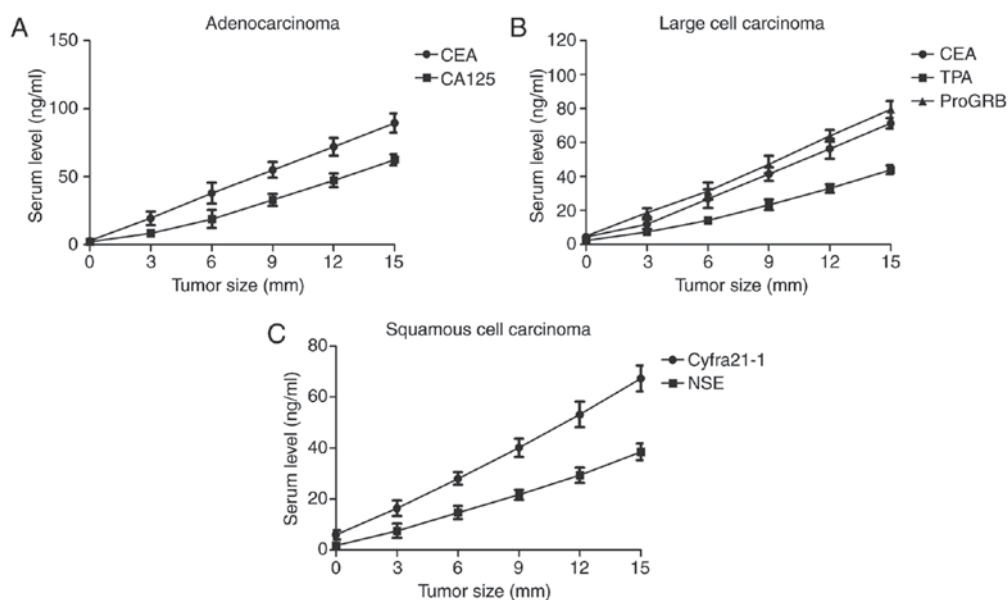 A
Adenocarcinoma
150
100
50
0
Serum level (ng/ml)
0 3 6 9 12 15
Tumor size (mm)
CEA
CA125
B
Large cell carcinoma
120
100
80
60
40
20
0
Serum level (ng/ml)
0 3 6 9 12 15
Tumor size (mm)
CEA
TPA
ProGRB
C
Squamous cell carcinoma
80
60
40
20
0
Serum level (ng/ml)
0 3 6 9 12 15
Tumor size (mm)
Cyfra21-1
NSE